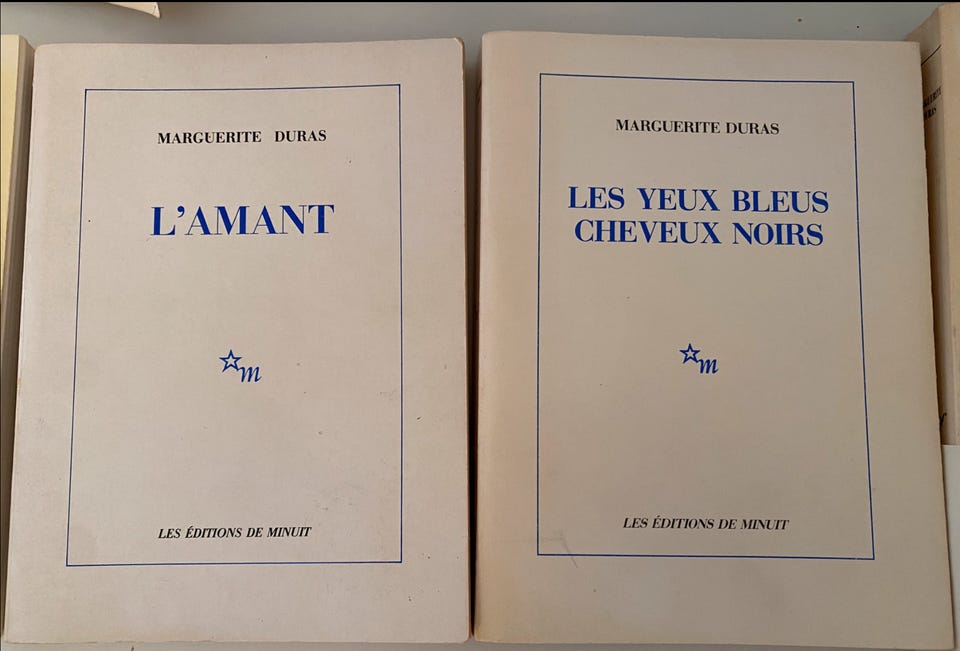 MARGUERITE DURAS
L'AMANT
m
LES ÉDITIONS DE MINUIT
MARGUERITE DURAS
LES YEUX BLEUS
CHEVEUX NOIRS
m
LES ÉDITIONS DE MINUIT